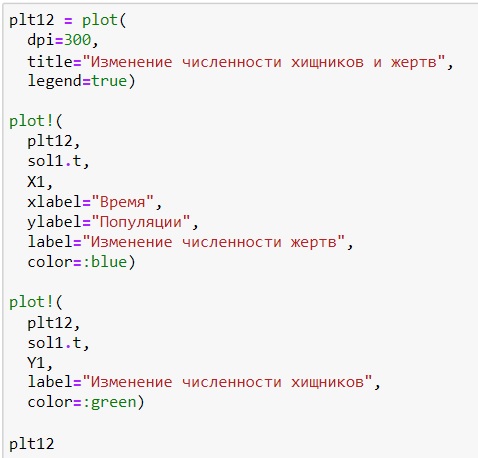 plt12 = plot(
dpi=300,
title="Изменение численности хищников и жертв",
legend=true)
plot!(
plt12,
sol1.t,
X1,
xlabel="Время",
ylabel="Популяции",
label="Изменение численности жертв",
color=:blue)
plot!(
plt12,
sol1.t,
Y1,
label="Изменение численности хищников",
color=:green)
plt12